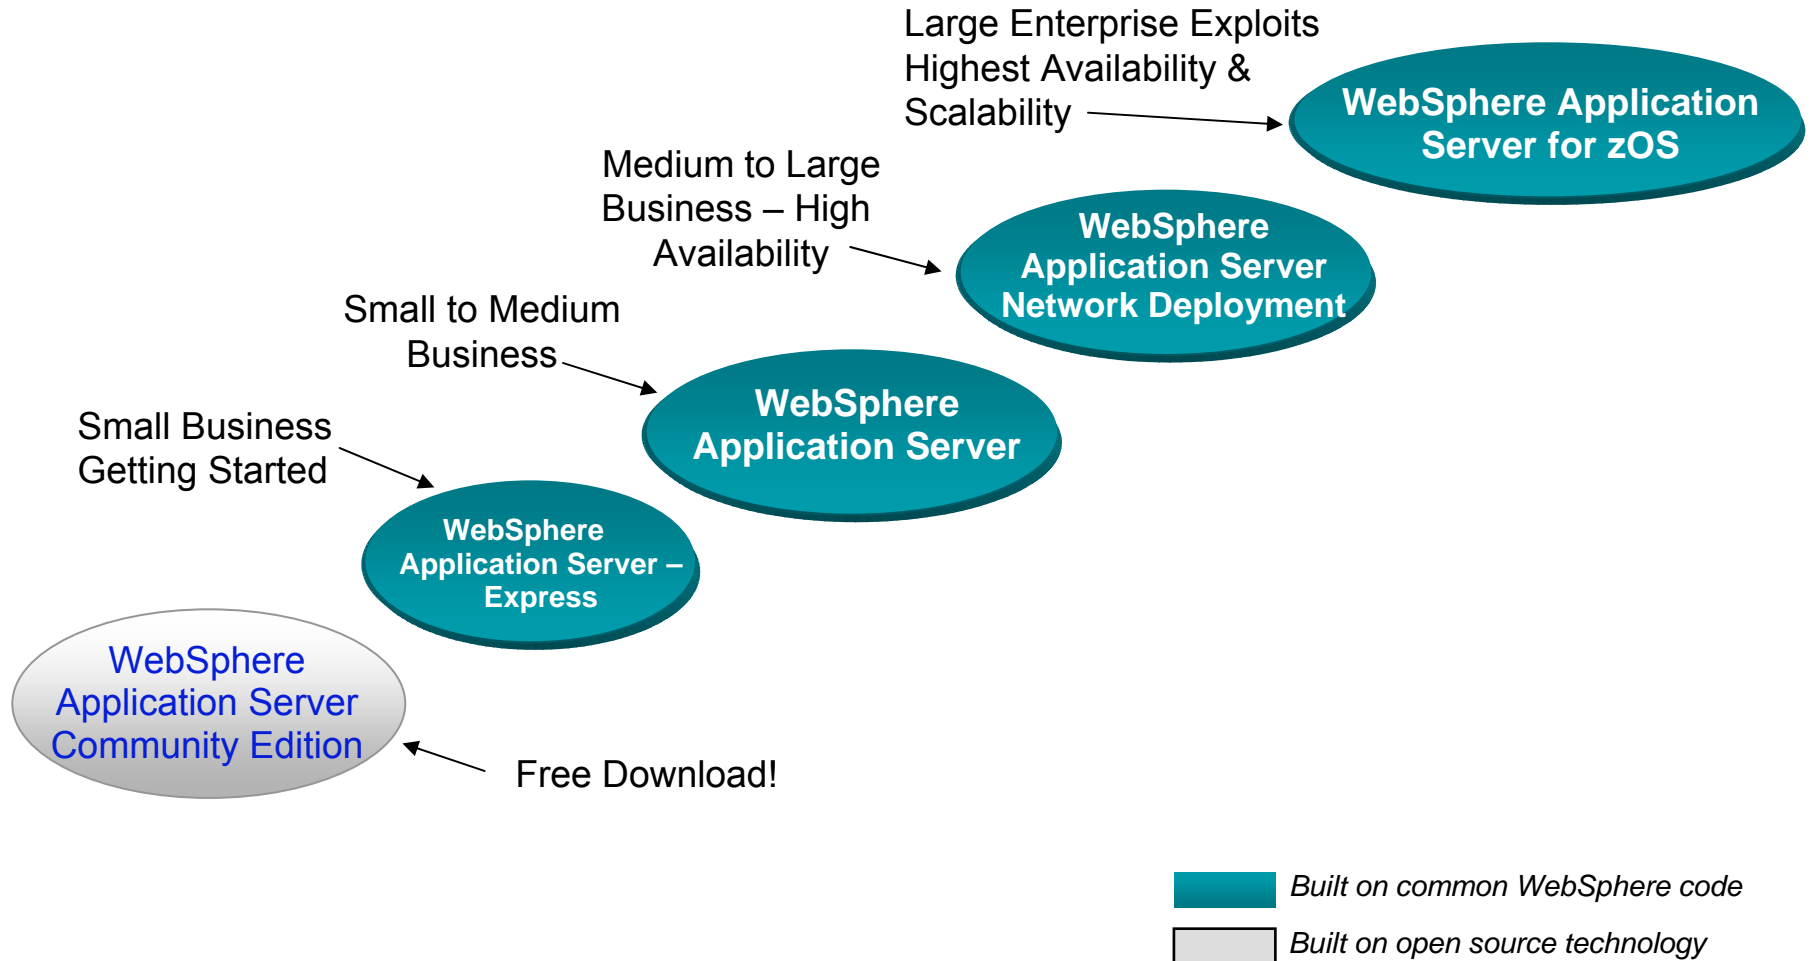 Large Enterprise Exploits
Highest Availability &
Scalability
WebSphere Application
Server for zOS
Medium to Large
Business – High
Availability
WebSphere
Application Server
Network Deployment
Small to Medium
Business
WebSphere
Application Server
Small Business
Getting Started
WebSphere
Application Server –
Express
WebSphere
Application Server
Community Edition
Free Download!
Built on common WebSphere code
Built on open source technology